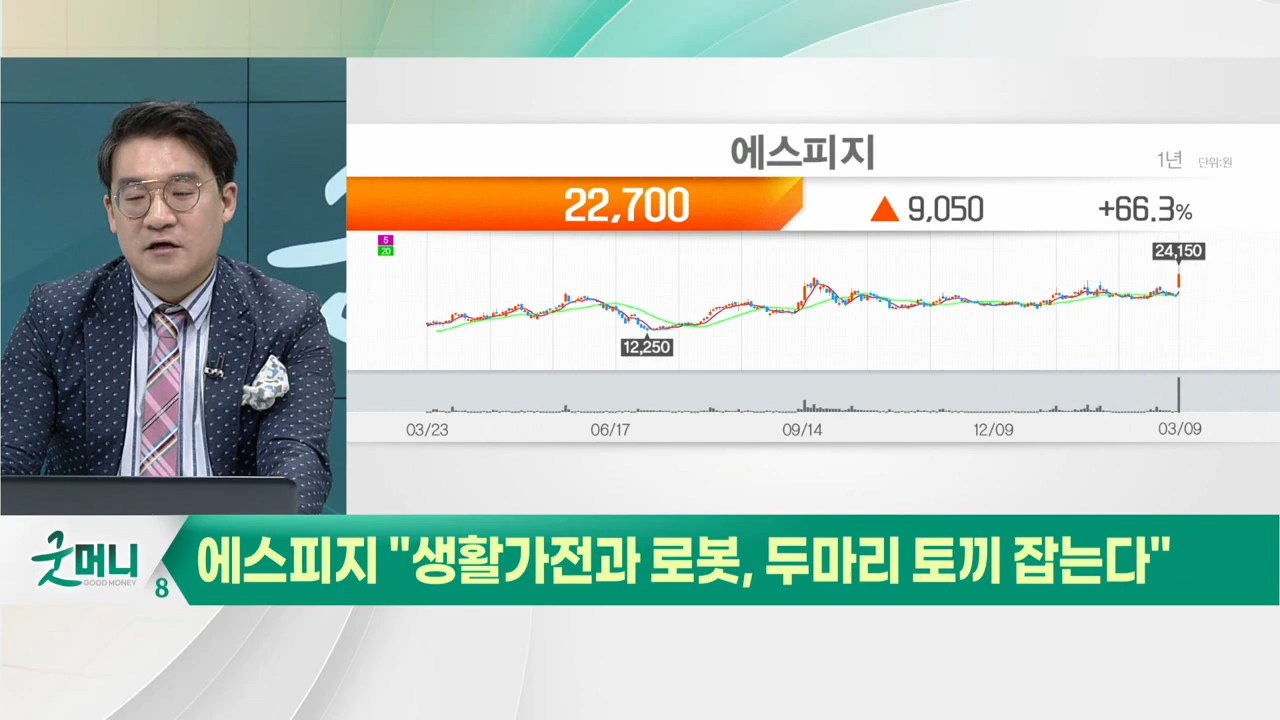 에스피지
1년 단위:원
22,700 ▲ 9,050 +66.3%
5
20
24,150
12,250
03/23 06/17 09/14 12/09 03/09
굿머니
GOOD MONEY
8
에스피지 "생활가전과 로봇, 두마리 토끼 잡는다"